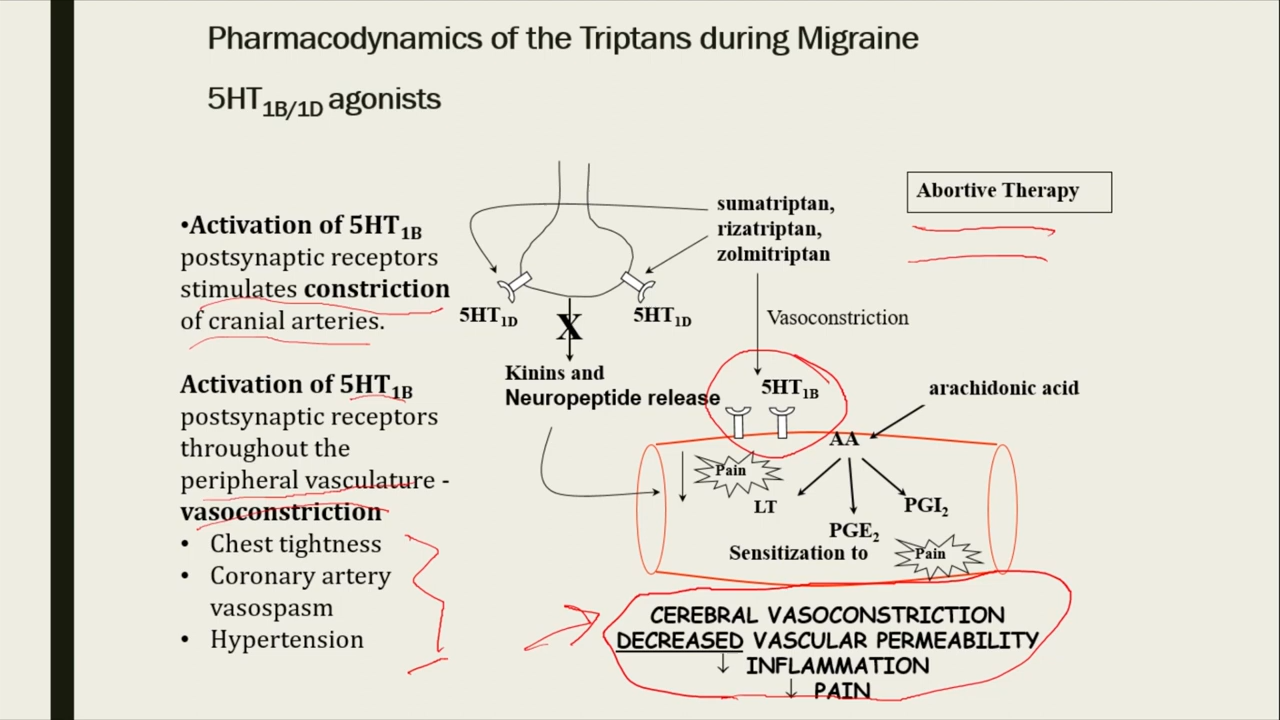 Pharmacodynamics of the Triptans during Migraine
5HT1B/1D agonists
•Activation of 5HT1B
postsynaptic receptors
stimulates constriction
of cranial arteries.
Activation of 5HT1B
postsynaptic receptors
throughout the
peripheral vasculature -
vasoconstriction
• Chest tightness
• Coronary artery
vasospasm
• Hypertension
sumatriptan,
rizatriptan,
zolmitriptan
Abortive Therapy
5HT1D
X
5HT1D
Vasoconstriction
Kinins and
Neuropeptide release
5HT1B
arachidonic acid
AA
↓ Pain
LT
PGI2
PGE2
Sensitization to
Pain
CEREBRAL VASOCONSTRICTION
DECREASED VASCULAR PERMEABILITY
↓ INFLAMMATION
↓ PAIN